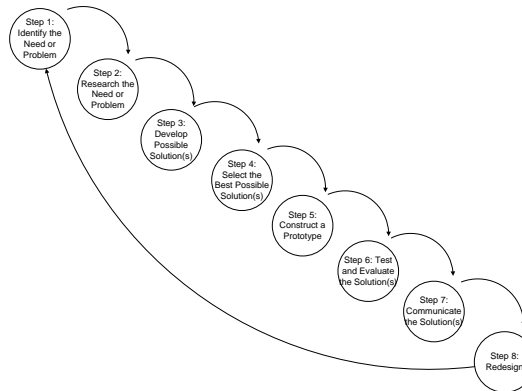 Step 1:
Identify the
Need or
Problem
Step 2:
Research the
Need or
Problem
Step 3:
Develop
Possible
Solution(s)
Step 4:
Select the
Best Possible
Solution(s)
Step 5:
Construct a
Prototype
Step 6: Test
and Evaluate
the Solution(s)
Step 7:
Communicate
the Solution(s)
Step 8:
Redesign